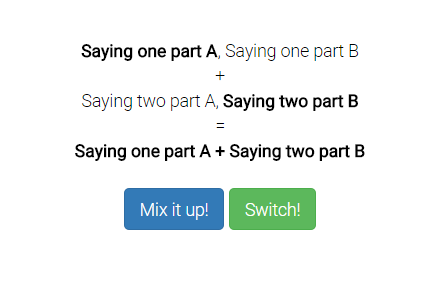 Saying one part A, Saying one part B
+
Saying two part A, Saying two part B
=
Saying one part A + Saying two part B
Mix it up! Switch!